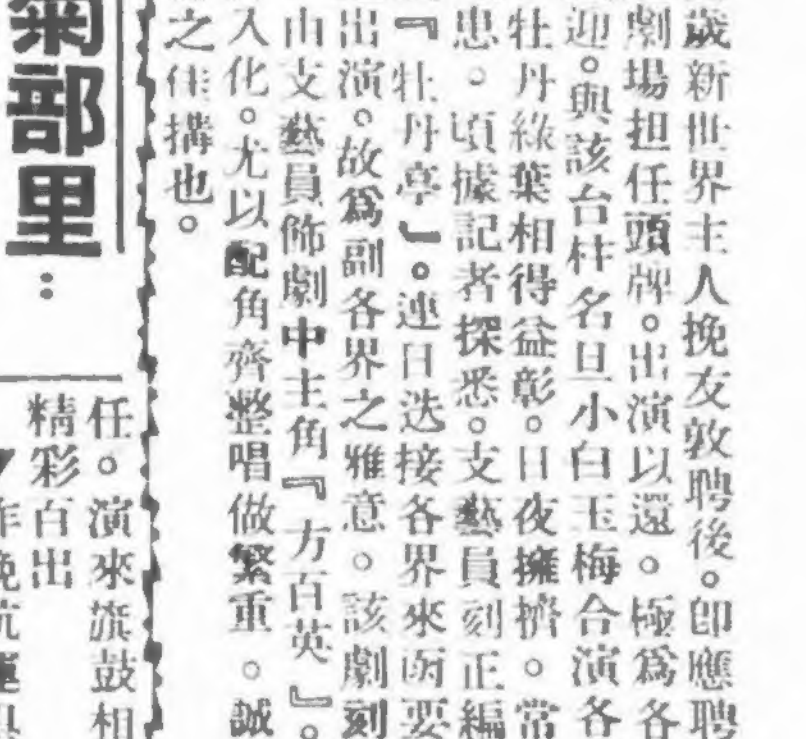 歲新世界主人挽友敦聘後。卽應聘
劇場担任頭牌。出演以還。極爲各
迎。與該台柱名旦小白玉梅合演各
牡丹綠葉相得益彰。日夜擁擠。常
患。頃據記者探悉。支藝員刻正編
『牡丹亭』。連日迭接各界來函要
出演。故爲副各界之雅意。該劇刻
由支藝員飾劇中主角『方百英』。
入化。尤以配角齊整唱做繁重。誠
之佳搆也。
菊部里：
任。演來旗鼓相
精彩百出